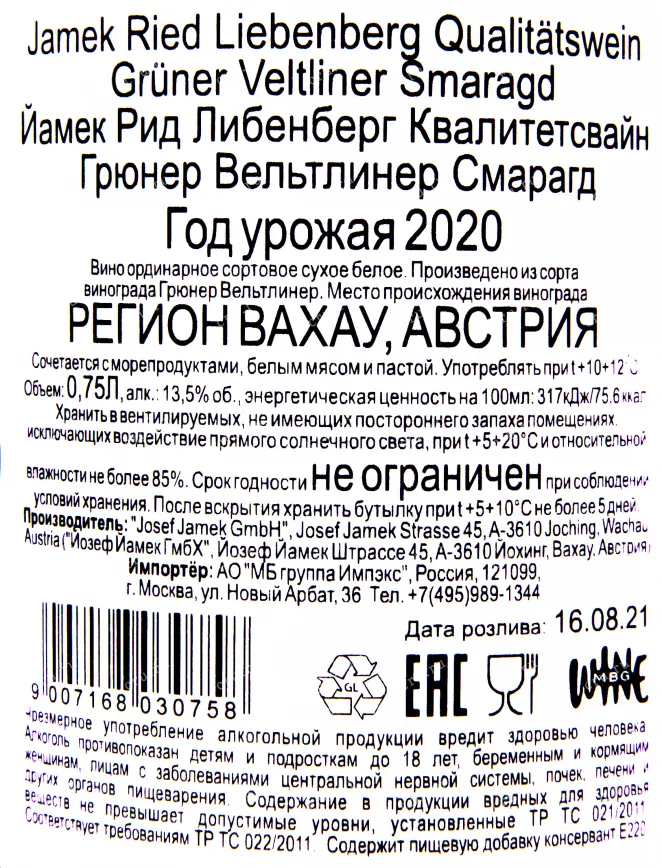 Jamek Ried Liebenberg Qualitätswein
Grüner Veltliner Smaragd
Йамек Рид Либенберг Квалитетсвайн
Грюнер Вельтлинер Смарагд
Год урожая 2020
Вино ординарное сортовое сухое белое. Произведено из сорта
винограда Грюнер Вельтлинер. Место происхождения винограда
РЕГИОН ВАХАУ, АВСТРИЯ
Сочетается с морепродуктами, белым мясом и пастой. Употреблять при t +10+12°C
Объем: 0,75Л, алк.: 13,5% об., энергетическая ценность на 100мл: 317кДж/75.6 ккал
Хранить в вентилируемых, не имеющих постороннего запаха помещениях,
исключающих воздействие прямого солнечного света, при t +5+20°C и относительной
влажности не более 85%. Срок годности не ограничен при соблюдении
условий хранения. После вскрытия хранить бутылку при t +5+10°C не более 5 дней.
Производитель: "Josef Jamek GmbH", Josef Jamek Strasse 45, A-3610 Joching, Wachau
Austria ("Йозеф Йамек ГмбХ", Йозеф Йамек Штрассе 45, А-3610 Йохинг, Вахау, Австрия
Импортёр: АО "МБ группа Импэкс", Россия, 121099,
г. Москва, ул. Новый Арбат, 36 Тел. +7(495)989-1344
Дата розлива: 16.08.21
9 007168 030758
GL
EAC
WINE
MBG
Чрезмерное употребление алкогольной продукции вредит здоровью человека
Алкоголь противопоказан детям и подросткам до 18 лет, беременным и кормящим
женщинам, лицам с заболеваниями центральной нервной системы, почек, печени и
других органов пищеварения. Содержание в продукции вредных для здоровья
веществ не превышает допустимые уровни, установленные ТР ТС 021/2011
Соответствует требованиям ТР ТС 022/2011. Содержит пищевую добавку консервант Е220